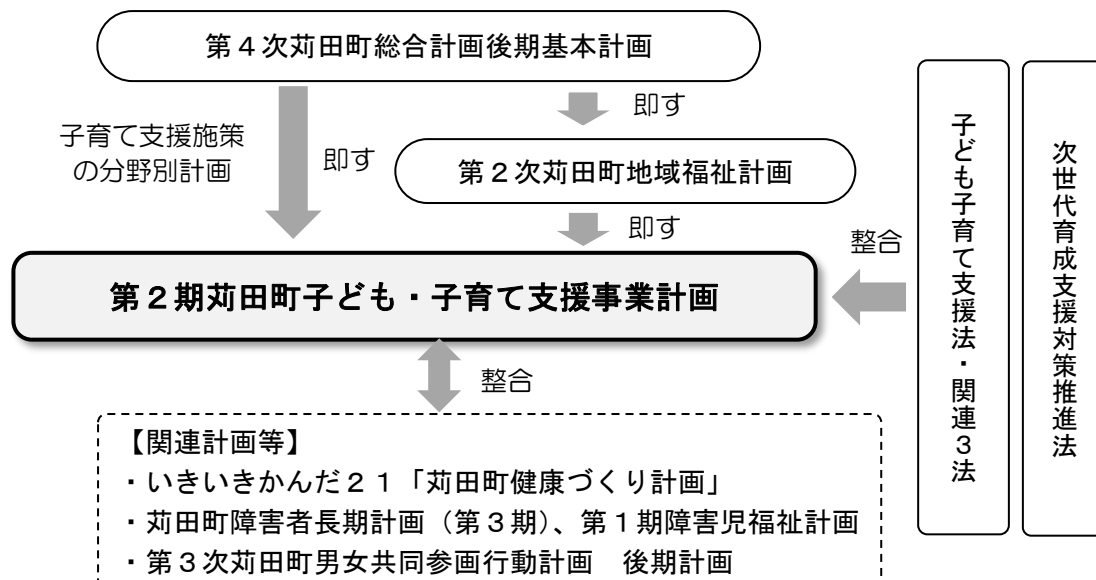 第４次苅田町総合計画後期基本計画
即す
子育て支援施策
の分野別計画
即す
第２次苅田町地域福祉計画
即す
整合
第２期苅田町子ども・子育て支援事業計画
整合
【関連計画等】
・いきいきかんだ２１「苅田町健康づくり計画」
・苅田町障害者長期計画（第３期）、第１期障害児福祉計画
・第３次苅田町男女共同参画行動計画　後期計画
子ども子育て支援法・関連３法
次世代育成支援対策推進法